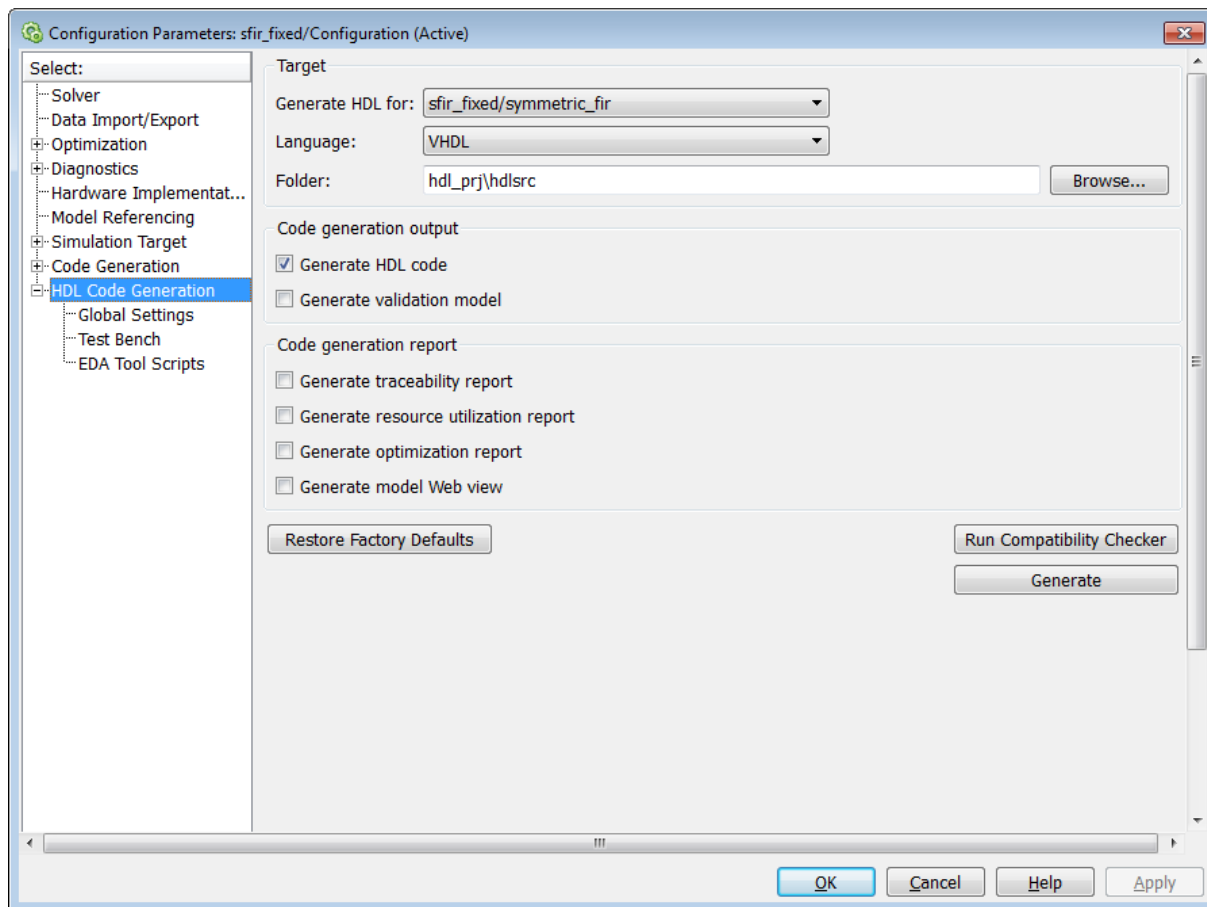 Configuration Parameters: sfir_fixed/Configuration (Active)
Select:
Solver
Data Import/Export
Optimization
Diagnostics
Hardware Implementat...
Model Referencing
Simulation Target
Code Generation
HDL Code Generation
Global Settings
Test Bench
EDA Tool Scripts
Target
Generate HDL for: sfir_fixed/symmetric_fir
Language: VHDL
Folder: hdl_prj\hdlsrc Browse...
Code generation output
Generate HDL code
Generate validation model
Code generation report
Generate traceability report
Generate resource utilization report
Generate optimization report
Generate model Web view
Restore Factory Defaults Run Compatibility Checker
Generate
OK Cancel Help Apply